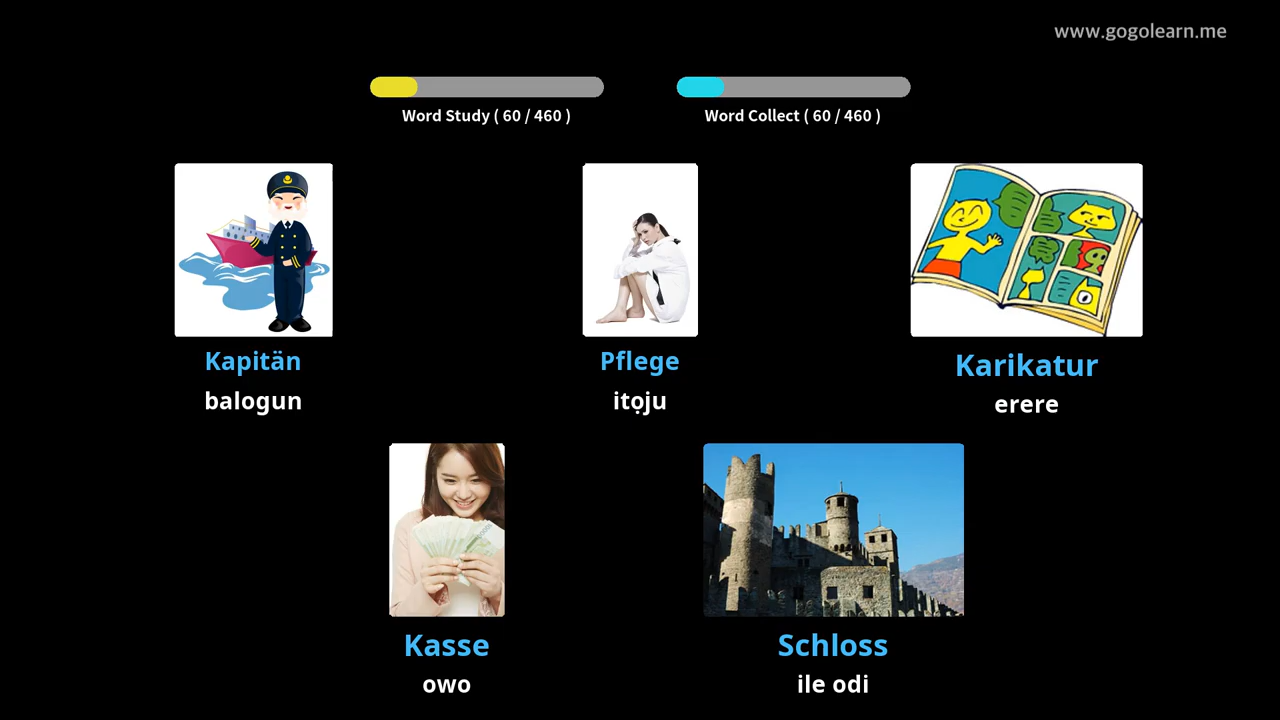 www.gogolearn.me
Word Study ( 60 / 460 )
Word Collect ( 60 / 460 )
Kapitän
balogun
Pflege
itọju
Karikatur
erere
Kasse
owo
Schloss
ile odi